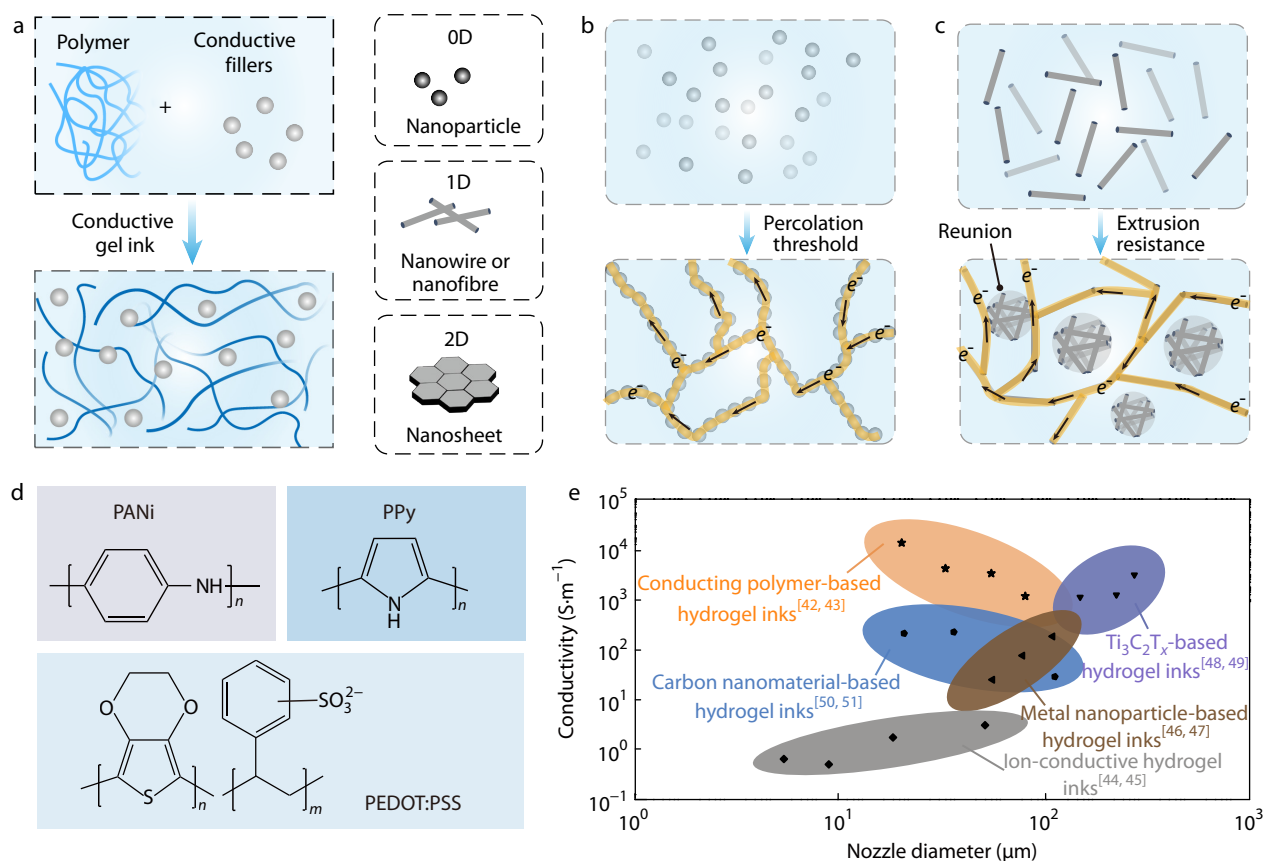 a
Polymer
+
Conductive
fillers
Conductive
gel ink
0D
Nanoparticle
1D
Nanowire or
nanofibre
2D
Nanosheet
b
Percolation
threshold
e⁻
e⁻
e⁻
e⁻
e⁻
e⁻
c
Reunion
Extrusion
resistance
e⁻
e⁻
e⁻
e⁻
e⁻
d
PANi
NH
n
PPy
N
H
n
O
O
S
n
SO₃²⁻
m
PEDOT:PSS
e
Conductivity (S·m⁻¹)
10⁵
10⁴
10³
10²
10¹
10⁰
10⁻¹
Conducting polymer-based
hydrogel inks[42, 43]
Ti₃C₂Tₓ-based
hydrogel inks[48, 49]
Carbon nanomaterial-based
hydrogel inks[50, 51]
Metal nanoparticle-based
hydrogel inks[46, 47]
Ion-conductive hydrogel
inks[44, 45]
10⁰
10¹
10²
10³
Nozzle diameter (μm)